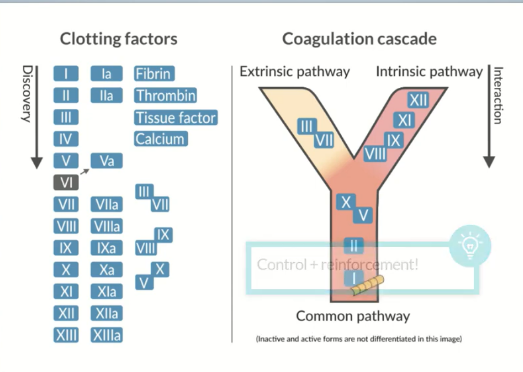 Clotting factors
Discovery
I Ia Fibrin
II IIa Thrombin
III Tissue factor
IV Calcium
V Va
VI
VII VIIa
VIII VIIIa
IX IXa
X Xa
XI XIa
XII XIIa
XIII XIIIa
III
VII
IX
VIII
X
V
Coagulation cascade
Extrinsic pathway Intrinsic pathway
Interaction
XII
XI
III
VII
IX
VIII
X
V
II
Control + reinforcement!
I
Common pathway
(Inactive and active forms are not differentiated in this image)